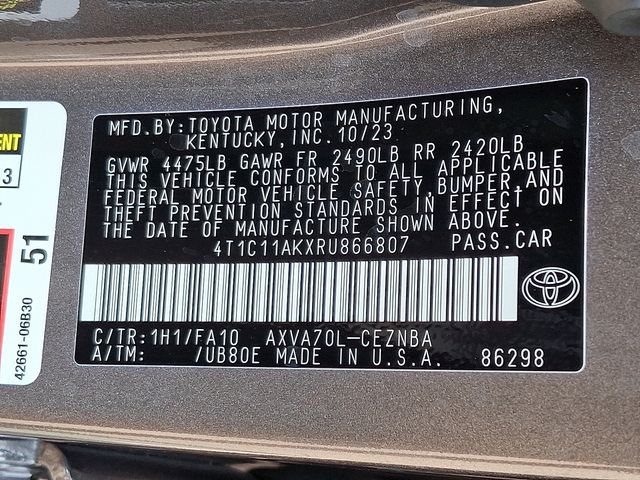 MFD.BY:TOYOTA MOTOR MANUFACTURING,
KENTUCKY,INC.10/23
GVWR 4475LB GAWR FR 2490LB RR 2420LB
THIS VEHICLE CONFORMS TO ALL APPLICABLE
FEDERAL MOTOR VEHICLE SAFETY,BUMPER,AND
THEFT PREVENTION STANDARDS IN EFFECT ON
THE DATE OF MANUFACTURE SHOWN ABOVE.
4T1C11AKXRU866807 PASS.CAR
C/TR:1H1/FA10 AXVA70L-CEZNBA
A/TM: /UB80E MADE IN U.S.A. 86298
ENT
3
51
42661-06B30